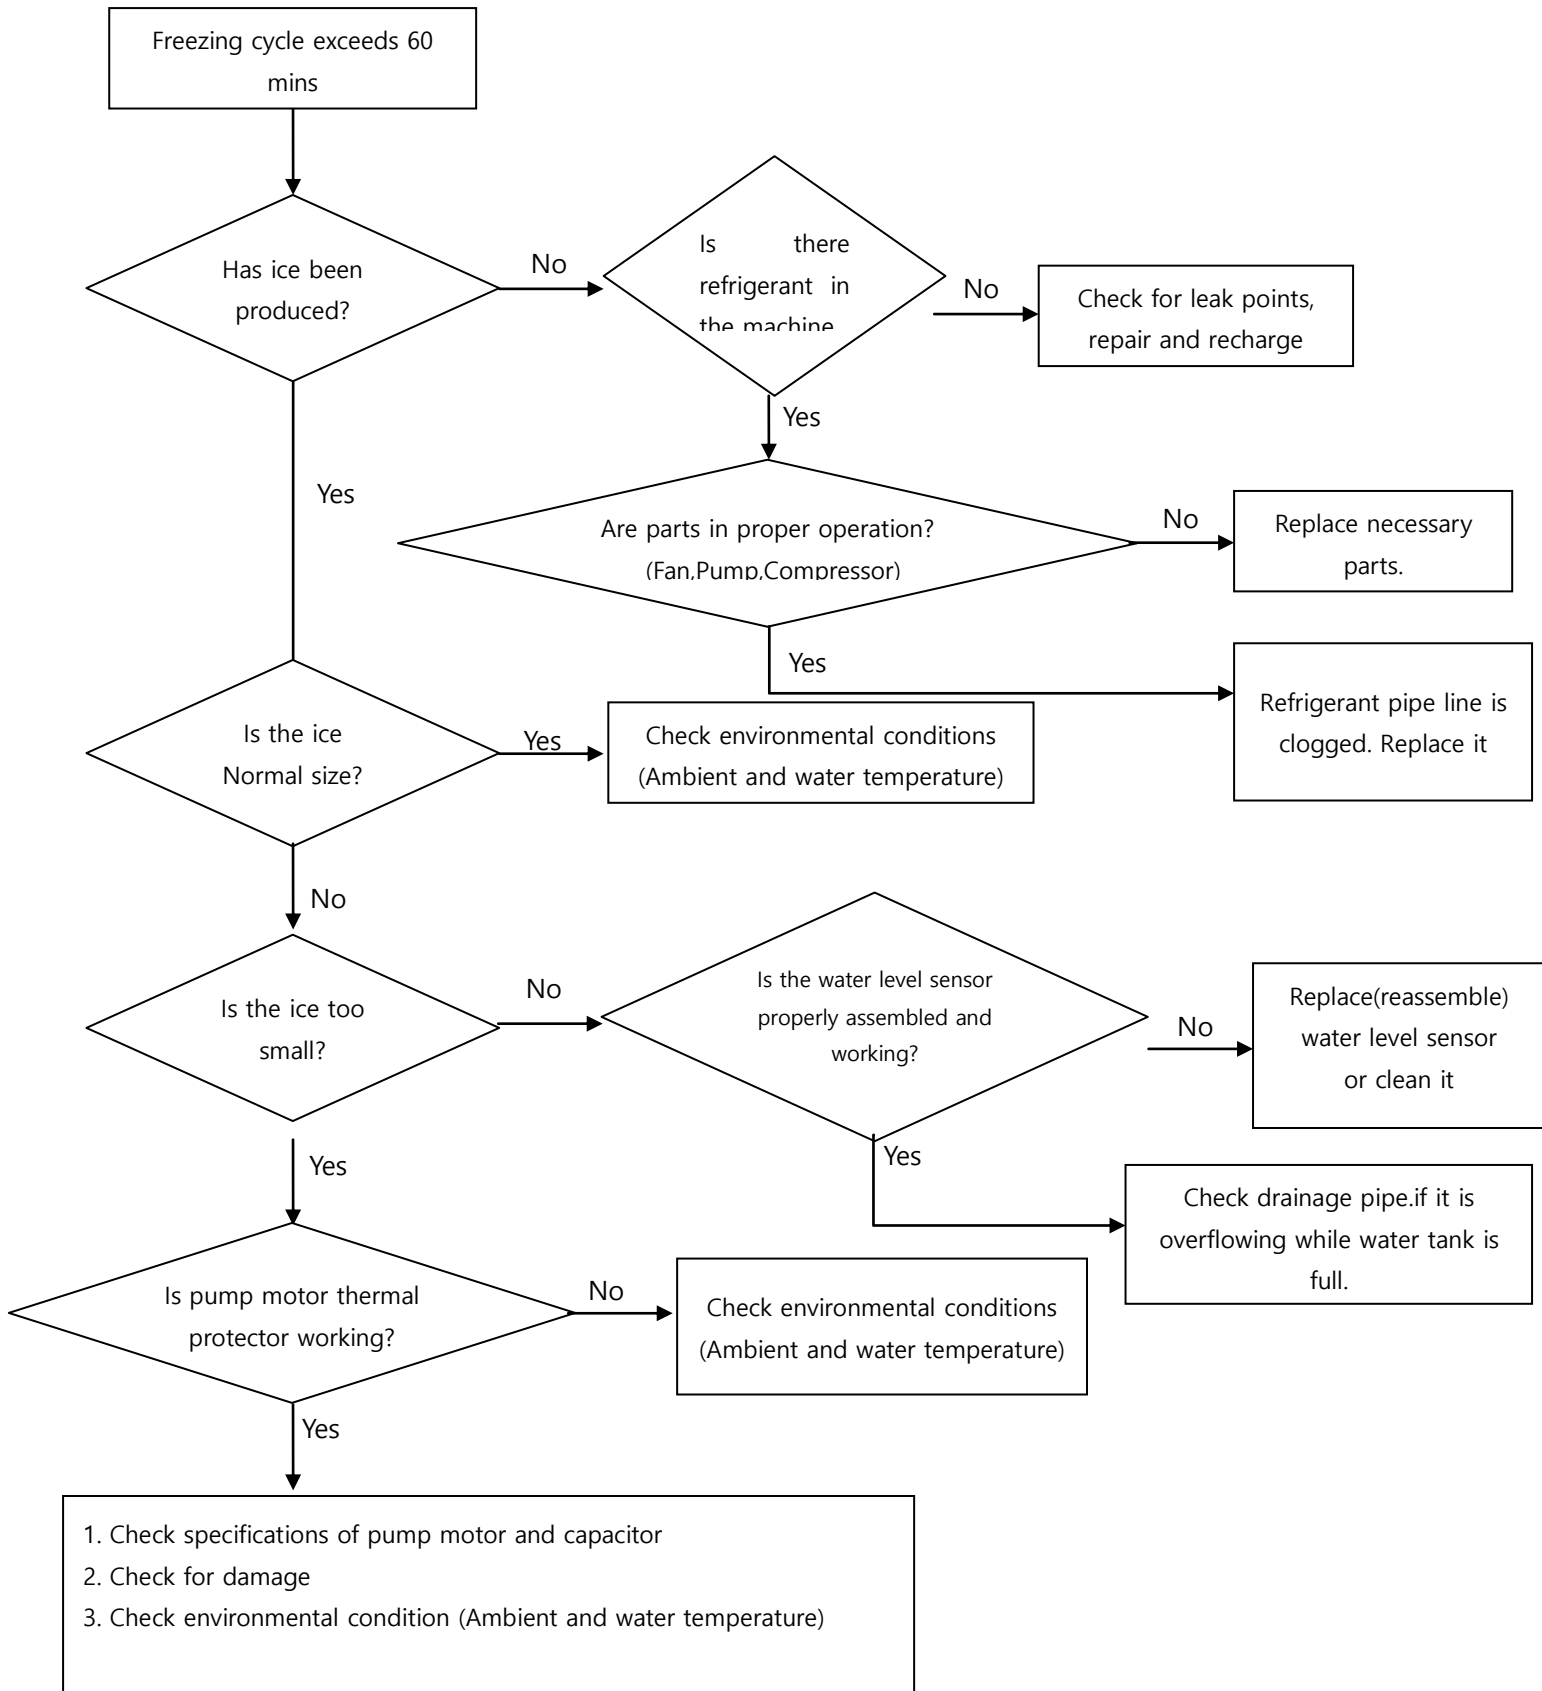 Freezing cycle exceeds 60
mins
Has ice been
produced?
No
Is there
refrigerant in
the machine
No
Check for leak points,
repair and recharge
Yes
Yes
Are parts in proper operation?
(Fan,Pump,Compressor)
No
Replace necessary
parts.
Yes
Refrigerant pipe line is
clogged. Replace it
Is the ice
Normal size?
Yes
Check environmental conditions
(Ambient and water temperature)
No
Is the ice too
small?
No
Is the water level sensor
properly assembled and
working?
No
Replace(reassemble)
water level sensor
or clean it
Yes
Yes
Check drainage pipe.if it is
overflowing while water tank is
full.
Is pump motor thermal
protector working?
No
Check environmental conditions
(Ambient and water temperature)
Yes
1. Check specifications of pump motor and capacitor
2. Check for damage
3. Check environmental condition (Ambient and water temperature)